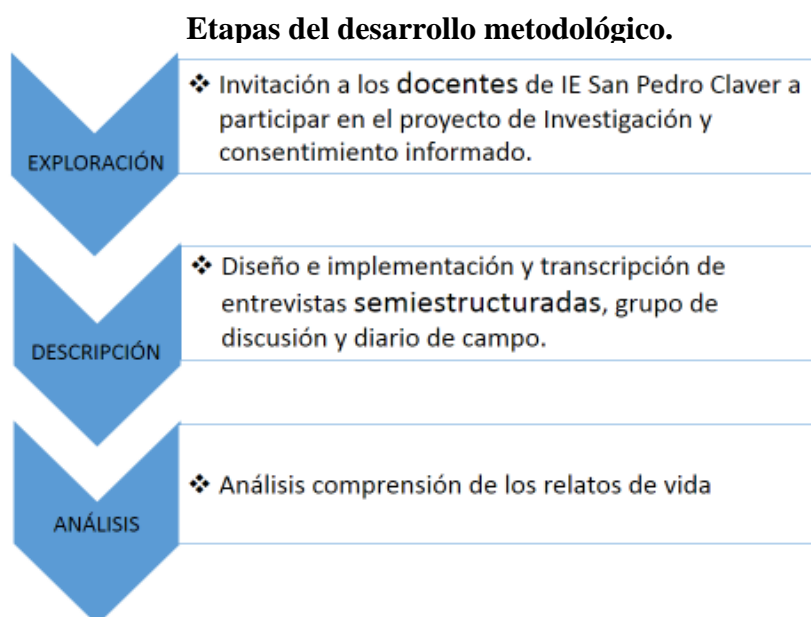 Etapas del desarrollo metodológico.
EXPLORACIÓN
❖ Invitación a los docentes de IE San Pedro Claver a
participar en el proyecto de Investigación y
consentimiento informado.
DESCRIPCIÓN
❖ Diseño e implementación y transcripción de
entrevistas semiestructuradas, grupo de
discusión y diario de campo.
ANÁLISIS
❖ Análisis comprensión de los relatos de vida